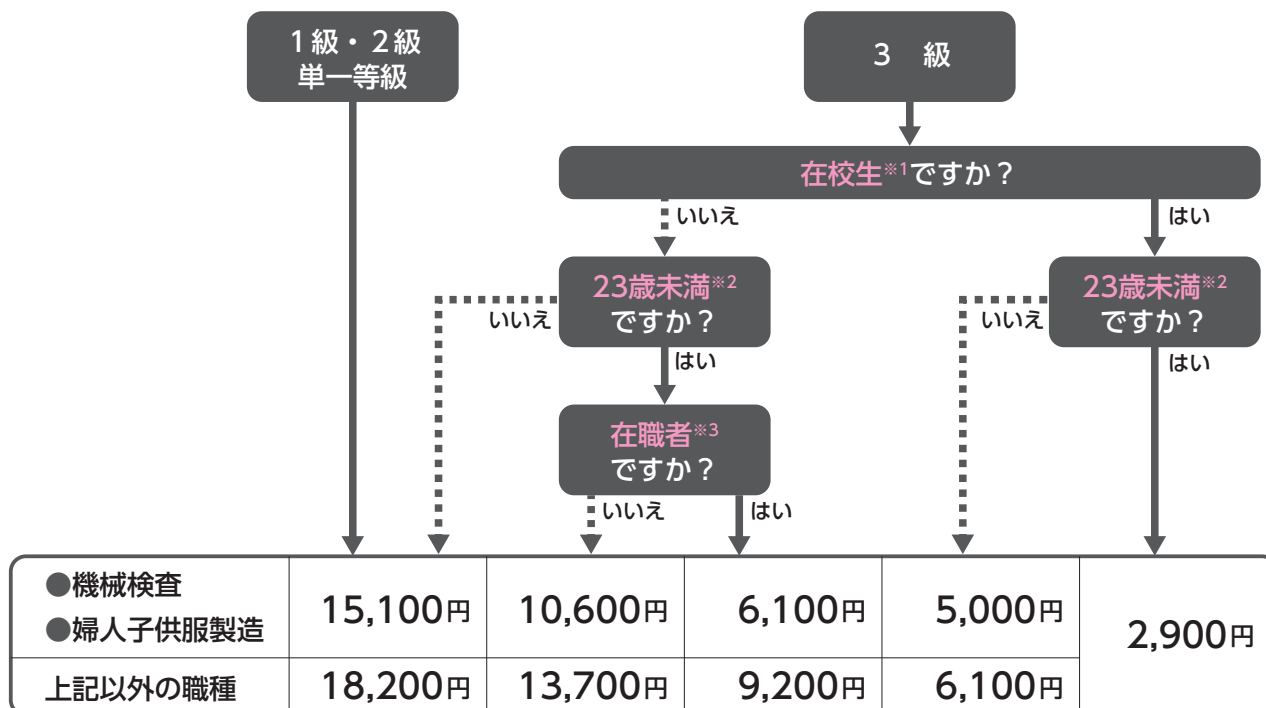 1級・2級
単一等級
3 級
在校生※1ですか？
いいえ
はい
23歳未満※2
ですか？
23歳未満※2
ですか？
いいえ
いいえ
はい
はい
在職者※3
ですか？
いいえ
はい
●機械検査
●婦人子供服製造
15,100円
10,600円
6,100円
5,000円
2,900円
上記以外の職種
18,200円
13,700円
9,200円
6,100円